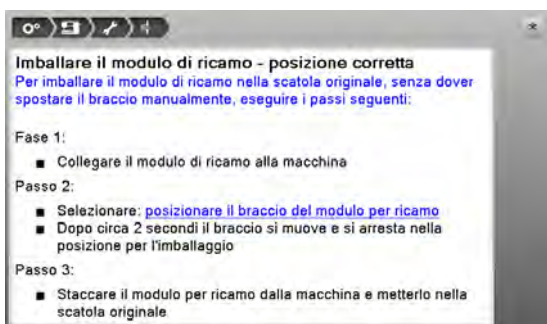 Imballare il modulo di ricamo - posizione corretta
Per imballare il modulo di ricamo nella scatola originale, senza dover
spostare il braccio manualmente, eseguire i passi seguenti:
Fase 1:
■ Collegare il modulo di ricamo alla macchina
Passo 2:
■ Selezionare: posizionare il braccio del modulo per ricamo
■ Dopo circa 2 secondi il braccio si muove e si arresta nella
posizione per l'imballaggio
Passo 3:
■ Staccare il modulo per ricamo dalla macchina e metterlo nella
scatola originale